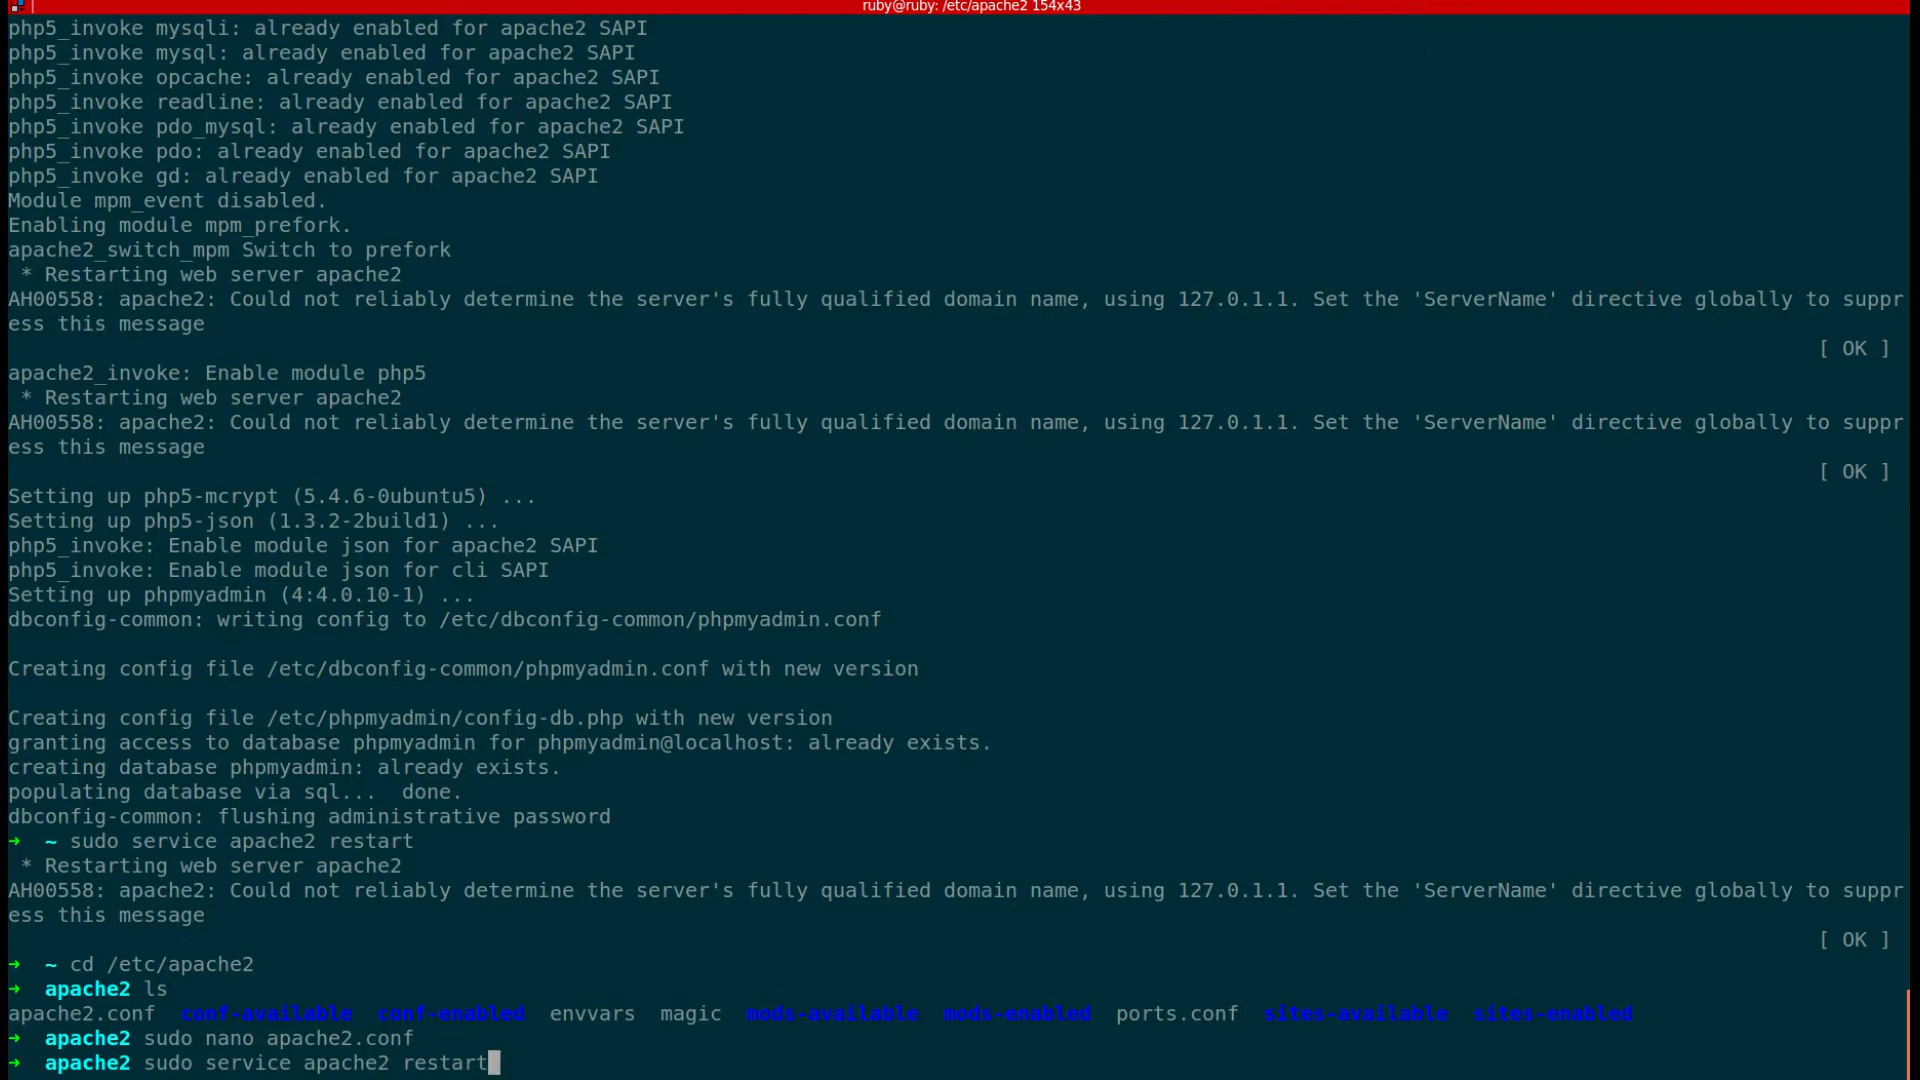 ruby@ruby: /etc/apache2 154x43
php5_invoke mysqli: already enabled for apache2 SAPI
php5_invoke mysql: already enabled for apache2 SAPI
php5_invoke opcache: already enabled for apache2 SAPI
php5_invoke readline: already enabled for apache2 SAPI
php5_invoke pdo_mysql: already enabled for apache2 SAPI
php5_invoke pdo: already enabled for apache2 SAPI
php5_invoke gd: already enabled for apache2 SAPI
Module mpm_event disabled.
Enabling module mpm_prefork.
apache2_switch_mpm Switch to prefork
 * Restarting web server apache2
AH00558: apache2: Could not reliably determine the server's fully qualified domain name, using 127.0.1.1. Set the 'ServerName' directive globally to suppr
ess this message
[ OK ]
apache2_invoke: Enable module php5
 * Restarting web server apache2
AH00558: apache2: Could not reliably determine the server's fully qualified domain name, using 127.0.1.1. Set the 'ServerName' directive globally to suppr
ess this message
[ OK ]
Setting up php5-mcrypt (5.4.6-0ubuntu5) ...
Setting up php5-json (1.3.2-2build1) ...
php5_invoke: Enable module json for apache2 SAPI
php5_invoke: Enable module json for cli SAPI
Setting up phpmyadmin (4:4.0.10-1) ...
dbconfig-common: writing config to /etc/dbconfig-common/phpmyadmin.conf
Creating config file /etc/dbconfig-common/phpmyadmin.conf with new version
Creating config file /etc/phpmyadmin/config-db.php with new version
granting access to database phpmyadmin for phpmyadmin@localhost: already exists.
creating database phpmyadmin: already exists.
populating database via sql...  done.
dbconfig-common: flushing administrative password
➜  ~ sudo service apache2 restart
 * Restarting web server apache2
AH00558: apache2: Could not reliably determine the server's fully qualified domain name, using 127.0.1.1. Set the 'ServerName' directive globally to suppr
ess this message
[ OK ]
➜  ~ cd /etc/apache2
➜  apache2 ls
apache2.conf  conf-available  conf-enabled  envvars  magic  mods-available  mods-enabled  ports.conf  sites-available  sites-enabled
➜  apache2 sudo nano apache2.conf
➜  apache2 sudo service apache2 restart